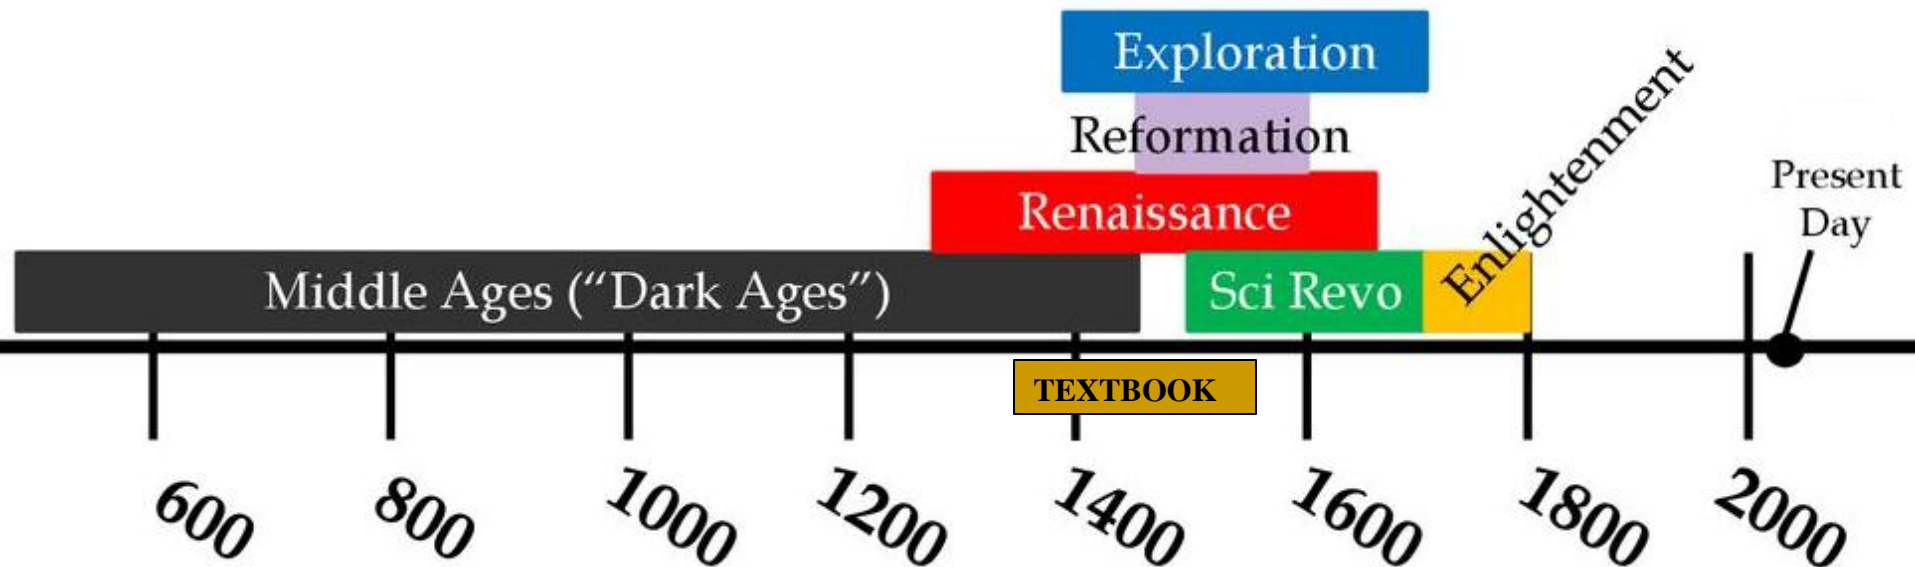 Exploration
Reformation
Renaissance
Enlightenment
Present
Day
Middle Ages (“Dark Ages”)
Sci Revo
TEXTBOOK
600
800
1000
1200
1400
1600
1800
2000